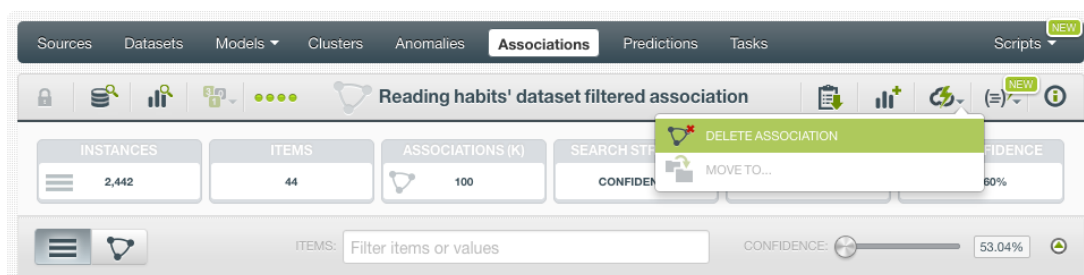 NEW
Sources Datasets Models Clusters Anomalies Associations Predictions Tasks Scripts
Reading habits' dataset filtered association NEW
DELETE ASSOCIATION
MOVE TO...
INSTANCES ITEMS ASSOCIATIONS (K) SEARCH STR FIDENCE
2,442 44 100 CONFIDEN 60%
ITEMS: Filter items or values CONFIDENCE: 53.04%